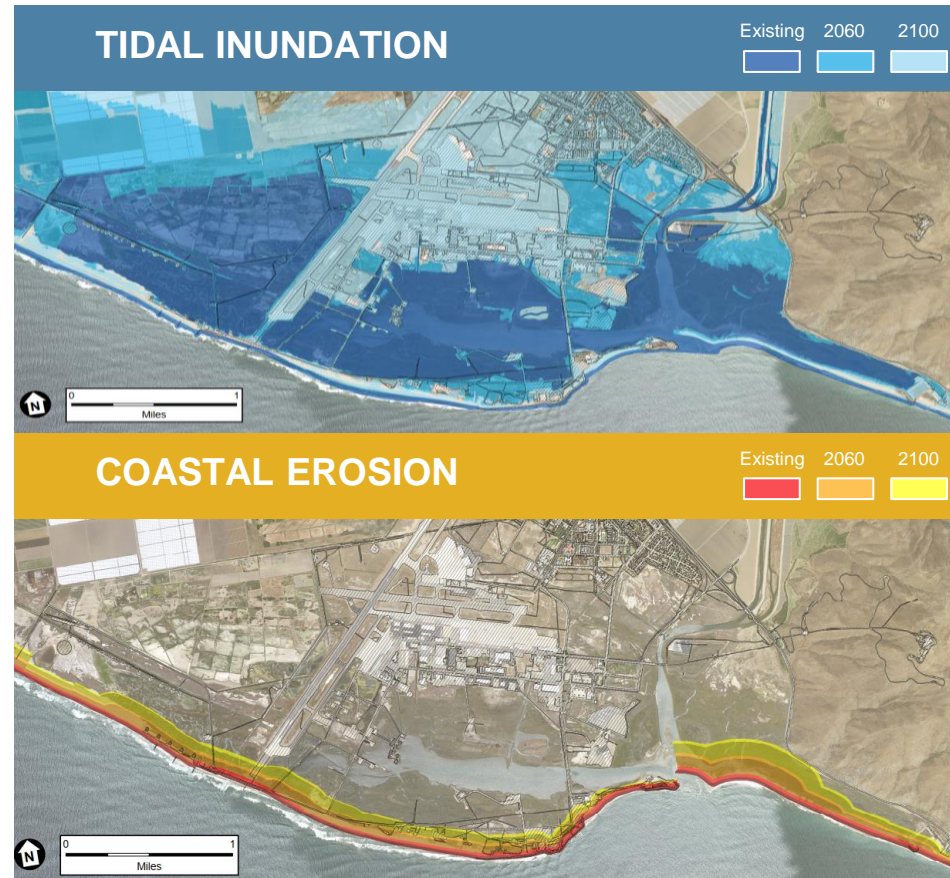 TIDAL INUNDATION
Existing 2060 2100
N
0 1
Miles
COASTAL EROSION
Existing 2060 2100
N
0 1
Miles